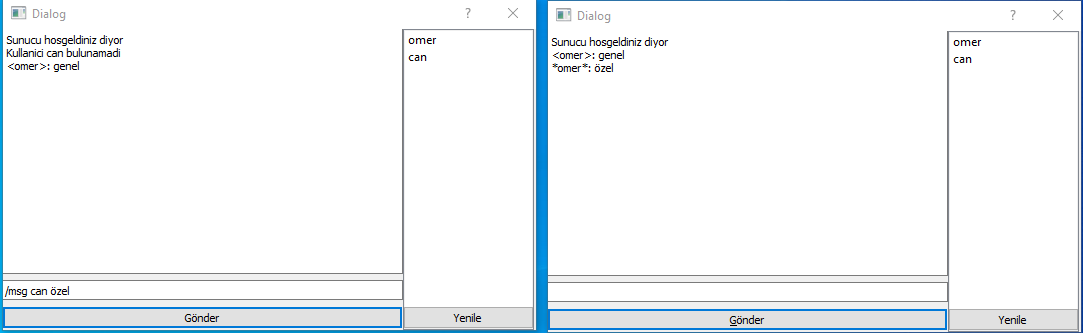 Dialog
?
Sunucu hosgeldiniz diyor
Kullanici can bulunamadi
<omer>: genel
omer
can
/msg can özel
Gönder
Yenile
Dialog
?
Sunucu hosgeldiniz diyor
<omer>: genel
*omer*: özel
omer
can
Gönder
Yenile